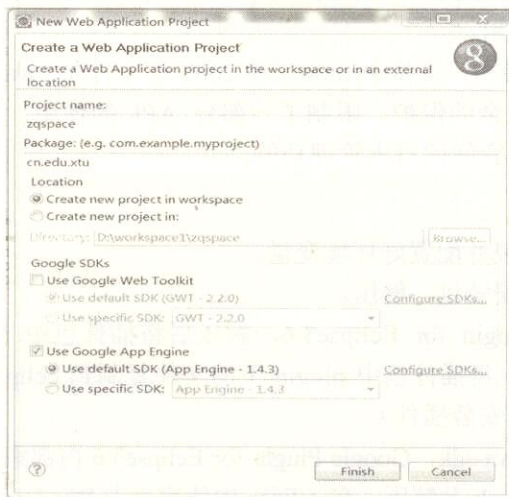 New Web Application Project
Create a Web Application Project
Create a Web Application project in the workspace or in an external
location
Project name:
zqspace
Package: (e.g. com.example.myproject)
cn.edu.xtu
Location
Create new project in workspace
Create new project in:
Directory: D:\workspace1\zqspace Browse...
Google SDKs
Use Google Web Toolkit
Use default SDK (GWT - 2.2.0) Configure SDKs...
Use specific SDK: GWT - 2.2.0
Use Google App Engine
Use default SDK (App Engine - 1.4.3) Configure SDKs...
Use specific SDK: App Engine - 1.4.3
Finish Cancel